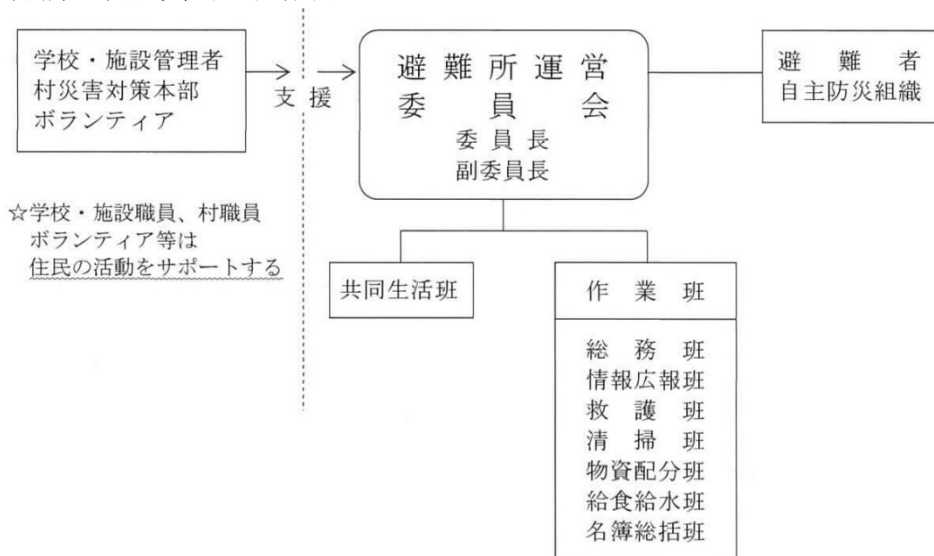 学校・施設管理者
村災害対策本部
ボランティア
支援
避難所運営
委員会
委員長
副委員長
避難者
自主防災組織
☆学校・施設職員、村職員
ボランティア等は
住民の活動をサポートする
共同生活班
作業班
総務班
情報広報班
救護班
清掃班
物資配分班
給食給水班
名簿総括班